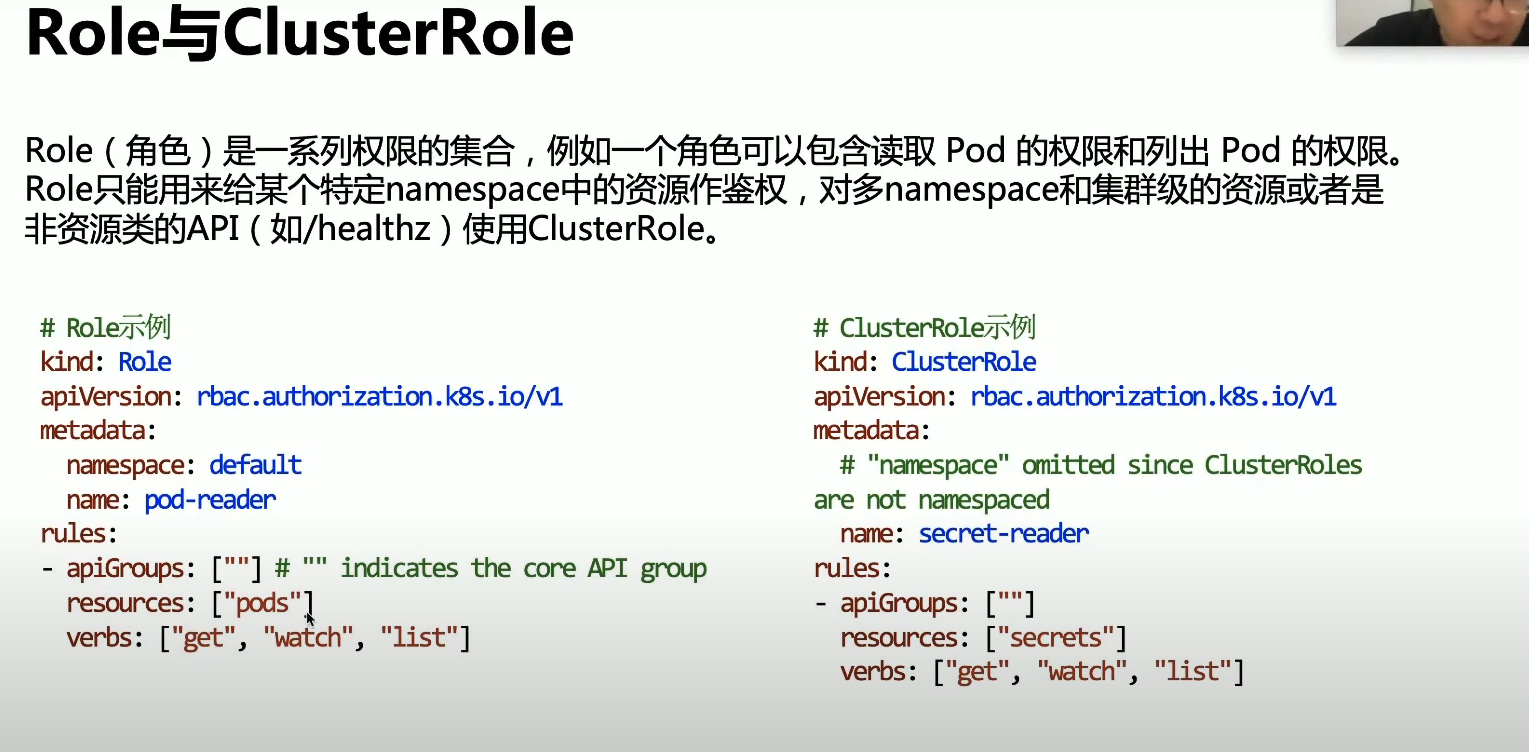 Role与ClusterRole
Role（角色）是一系列权限的集合，例如一个角色可以包含读取 Pod 的权限和列出 Pod 的权限。
Role只能用来给某个特定namespace中的资源作鉴权，对多namespace和集群级的资源或者是
非资源类的API（如/healthz）使用ClusterRole。
# Role示例
kind: Role
apiVersion: rbac.authorization.k8s.io/v1
metadata:
  namespace: default
  name: pod-reader
rules:
- apiGroups: [""] # "" indicates the core API group
  resources: ["pods"]
  verbs: ["get", "watch", "list"]
# ClusterRole示例
kind: ClusterRole
apiVersion: rbac.authorization.k8s.io/v1
metadata:
  # "namespace" omitted since ClusterRoles
are not namespaced
  name: secret-reader
rules:
- apiGroups: [""]
  resources: ["secrets"]
  verbs: ["get", "watch", "list"]